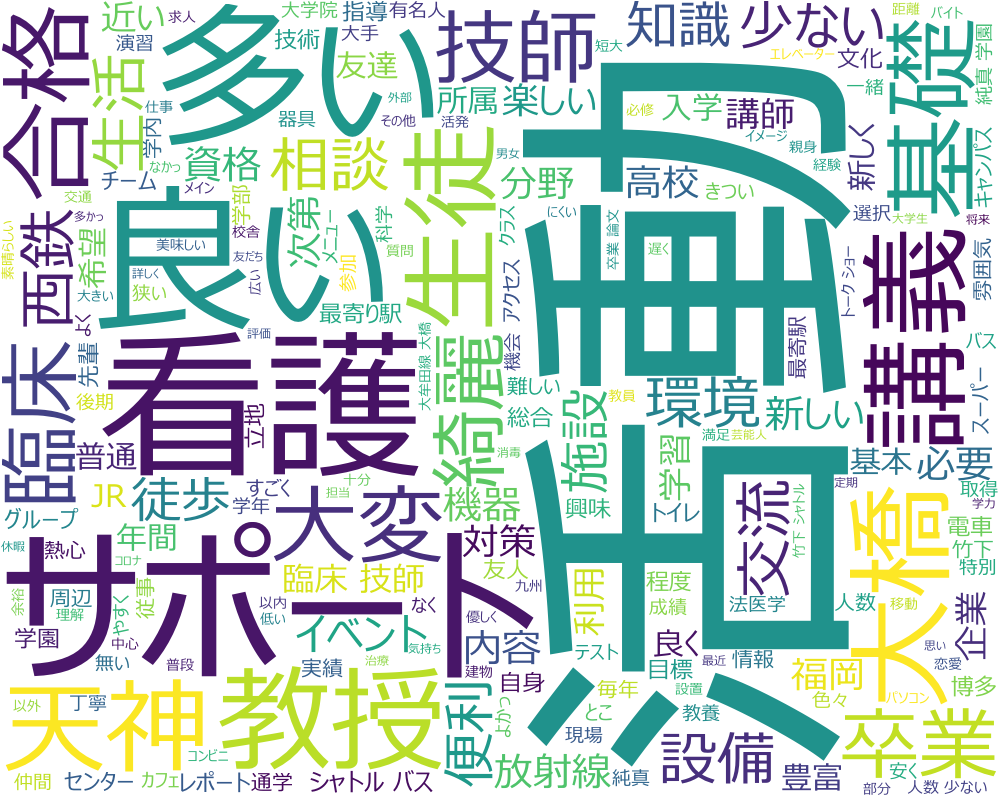 近い
求人
演習
合格
生活
仕事
学内
なかっ
多い
大学院
指導
有名人
技術
大手
友達
器具
外部
その他
技師
所属
楽しい
活発
短大
知識
少ない
文化
エレベーター
距離
バイト
基礎
純真 学園
一緒
入学
講師
必修
イメージ
親身
経験
新しく
キャンパス
資格
相談
生徒
男女
分野
高校
きつい
選択
大学生
将来
チーム
メイン
交通
多かっ
西鉄
希望
素晴らしい
大きい
よく
先輩
後期
良い
美味しい
学部
校舎
友だち
詳しく
狭い
広い
次第
メニュー
科学
質問
参加
最寄り駅
評価
クラス
にくい
アクセス
機会
大牟田線 大橋
卒業 論文
遅く
活動
講義
雰囲気
トーク ショー
最寄駅
バス
スーパー
臨床
普通
立地
看護
綺麗
難しい
総合
教員
環境
新しい
満足
芸能人
施設
消毒
学習
興味
トイレ
基本
必要
定期
取得
学力
電車
竹下
特別
JR
徒歩
すごく
学年
十分
担当
大変
機器
対策
友人
九州
グループ
年間
休暇
熱心
コロナ
従事
余裕
周辺
理解
やすく
中心
学園
無い
普段
サポート
臨床 技師
以内
低い
なく
優しく
イベント
気持ち
実績
治療
建物
内容
自身
利用
程度
成績
テスト
良く
目標
最近
情報
法医学
人数
交流
竹下 シャトル
大橋
移動
思い
恋愛
企業
博多
福岡
色々
パソコン
天神
以外
丁寧
コンビニ
仲間
センター
カフェ
レポート
通学
教授
シャトル バス
便利
よかっ
とこ
毎年
設置
教養
現場
放射線
純真
設備
豊富
卒業
安く
部分
人数 少ない